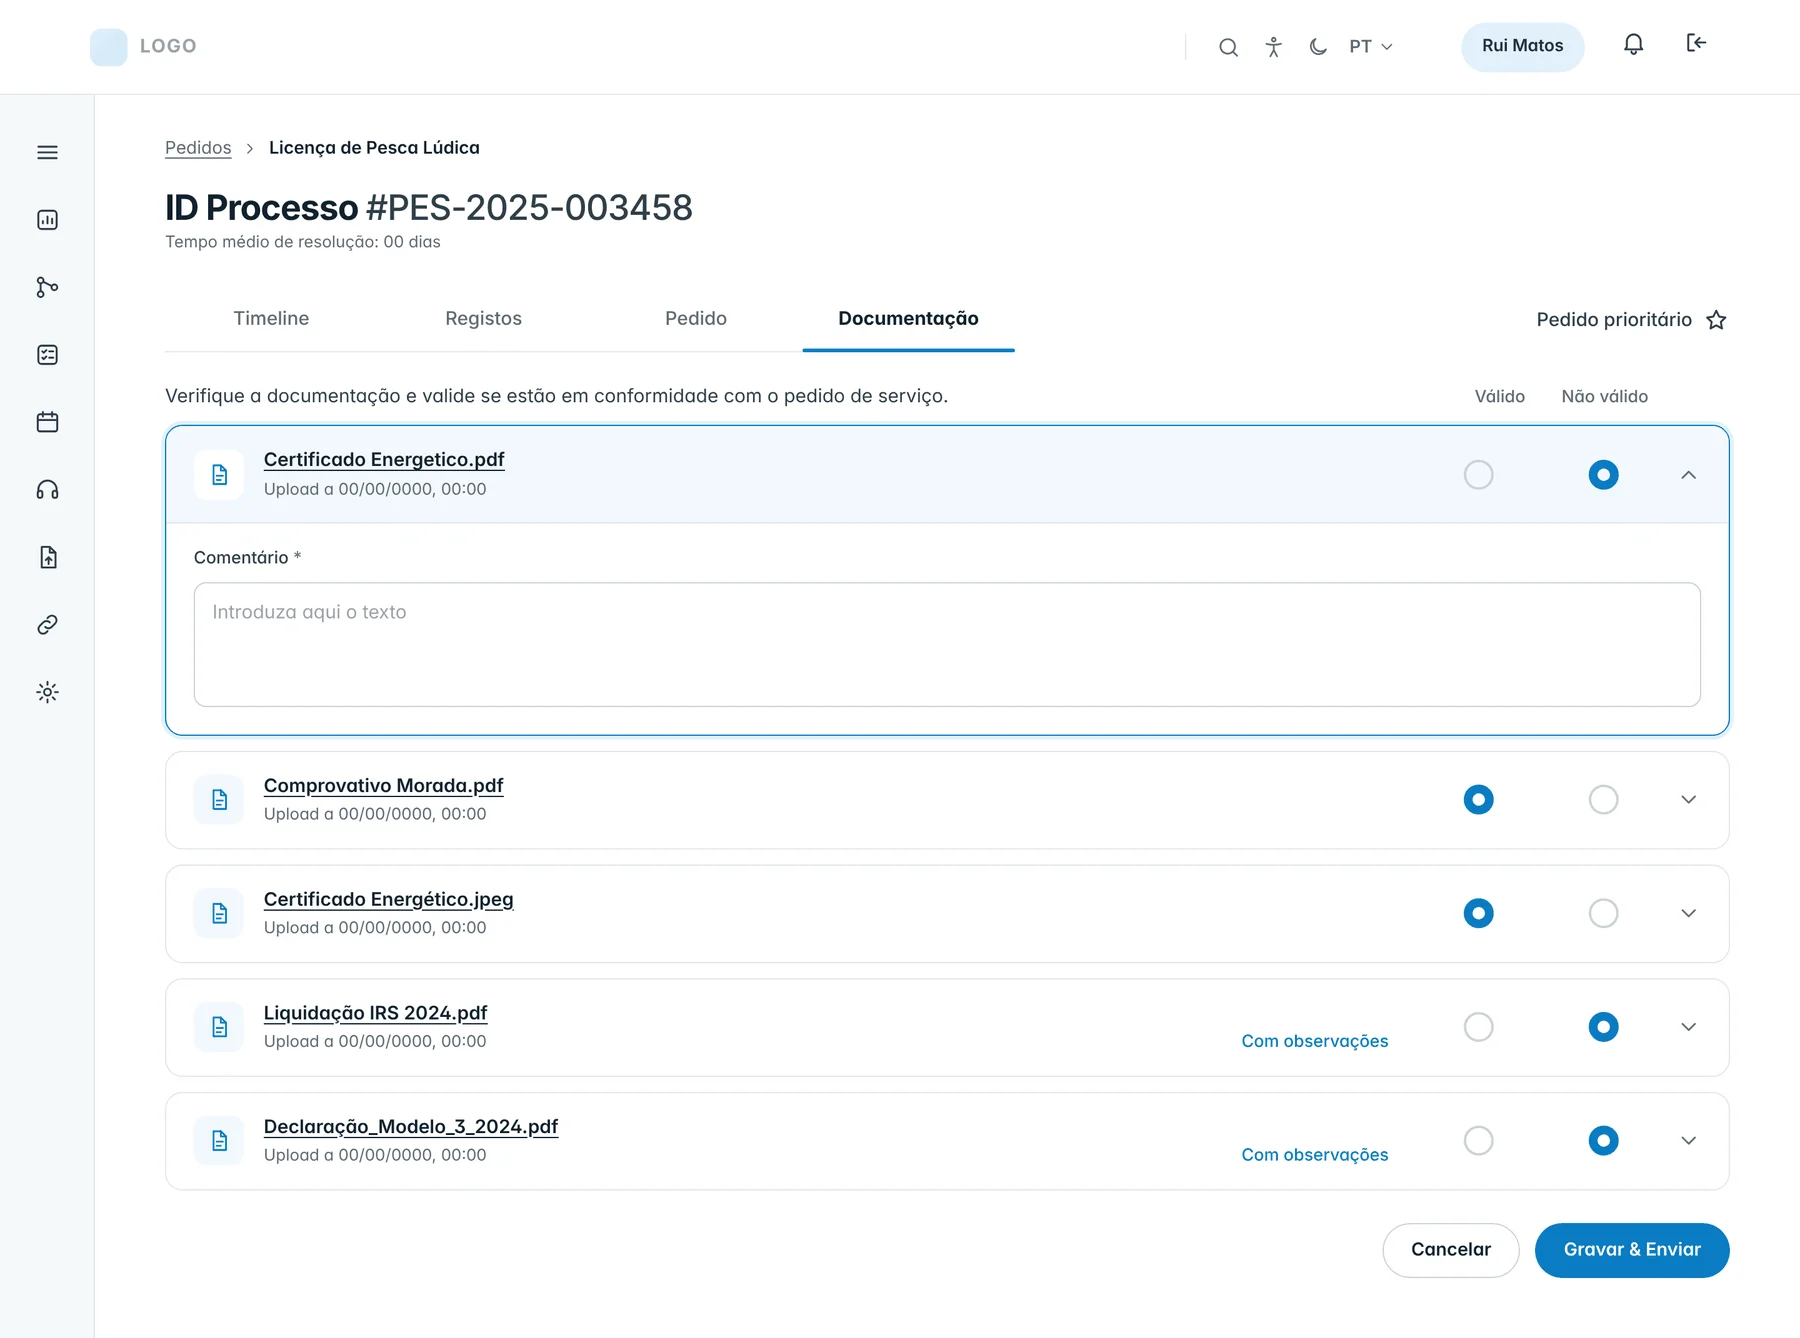 LOGO
PT
Rui Matos
Pedidos > Licença de Pesca Lúdica
ID Processo #PES-2025-003458
Tempo médio de resolução: 00 dias
Timeline
Registos
Pedido
Documentação
Pedido prioritário
Verifique a documentação e valide se estão em conformidade com o pedido de serviço.
Válido
Não válido
Certificado Energetico.pdf
Upload a 00/00/0000, 00:00
Comentário *
Introduza aqui o texto
Comprovativo Morada.pdf
Upload a 00/00/0000, 00:00
Certificado Energético.jpeg
Upload a 00/00/0000, 00:00
Liquidação IRS 2024.pdf
Upload a 00/00/0000, 00:00
Com observações
Declaração_Modelo_3_2024.pdf
Upload a 00/00/0000, 00:00
Com observações
Cancelar
Gravar & Enviar